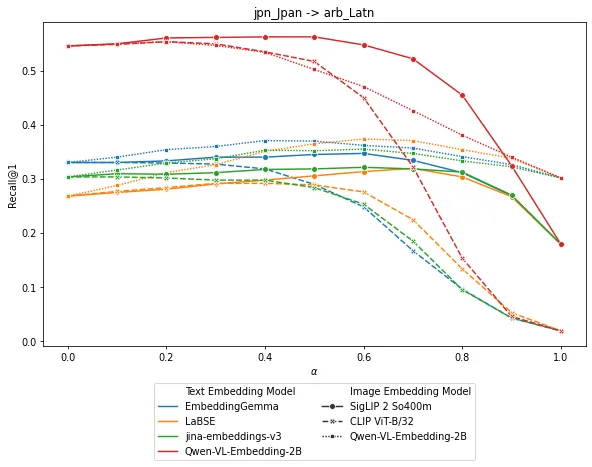 jpn_Jpan -> arb_Latn
Recall@1
0.5
0.4
0.3
0.2
0.1
0.0
0.0 0.2 0.4 0.6 0.8 1.0
α
Text Embedding Model Image Embedding Model
EmbeddingGemma SigLIP 2 So400m
LaBSE CLIP ViT-B/32
jina-embeddings-v3 Qwen-VL-Embedding-2B
Qwen-VL-Embedding-2B